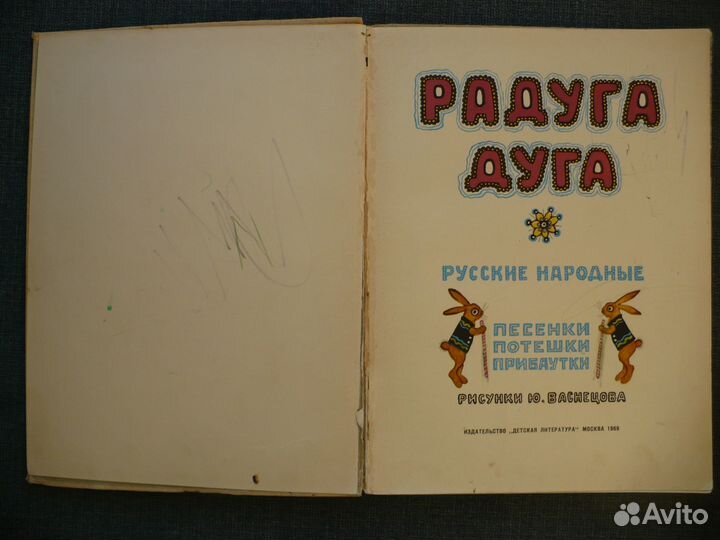 РАДУГА
ДУГА
РУССКИЕ НАРОДНЫЕ
ПЕСЕНКИ
ПОТЕШКИ
ПРИБАУТКИ
РИСУНКИ Ю. ВАСНЕЦОВА
ИЗДАТЕЛЬСТВО „ДЕТСКАЯ ЛИТЕРАТУРА" МОСКВА 1969
Avito